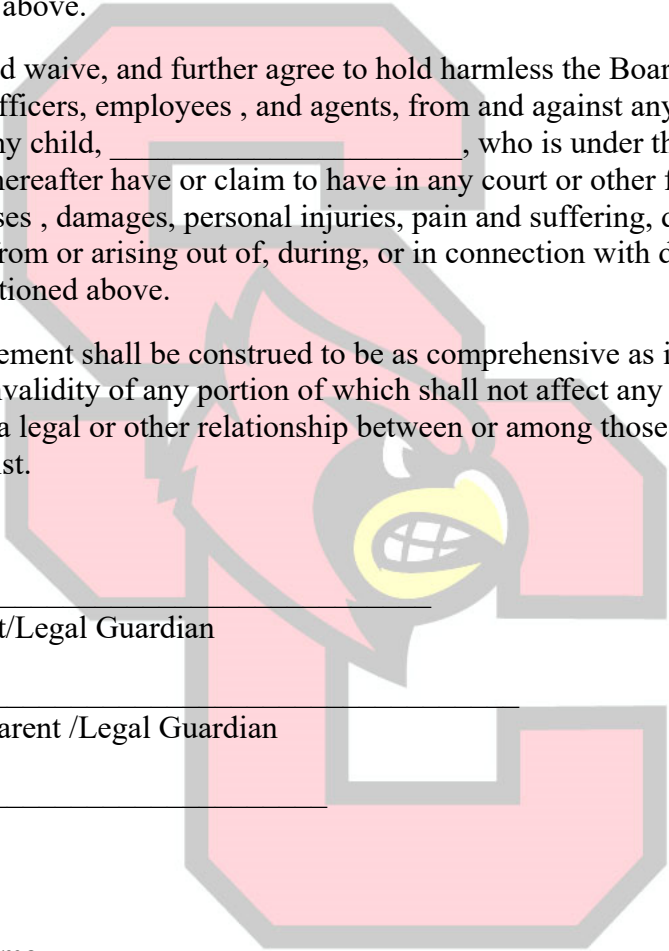 above.
d waive, and further agree to hold harmless the Boar
fficers, employees , and agents, from and against any
ny child, ______________________, who is under th
hereafter have or claim to have in any court or other f
ses , damages, personal injuries, pain and suffering, d
rom or arising out of, during, or in connection with d
tioned above.
ement shall be construed to be as comprehensive as i
nvalidity of any portion of which shall not affect any
a legal or other relationship between or among those
st.
t/Legal Guardian
arent /Legal Guardian